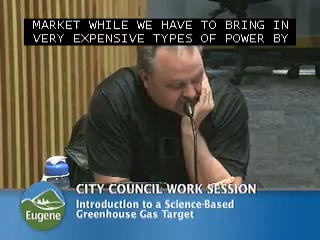 MARKET WHILE WE HAVE TO BRING IN
VERY EXPENSIVE TYPES OF POWER BY
CITY COUNCIL WORK SESSION
Introduction to a Science-Based
Greenhouse Gas Target
Eugene